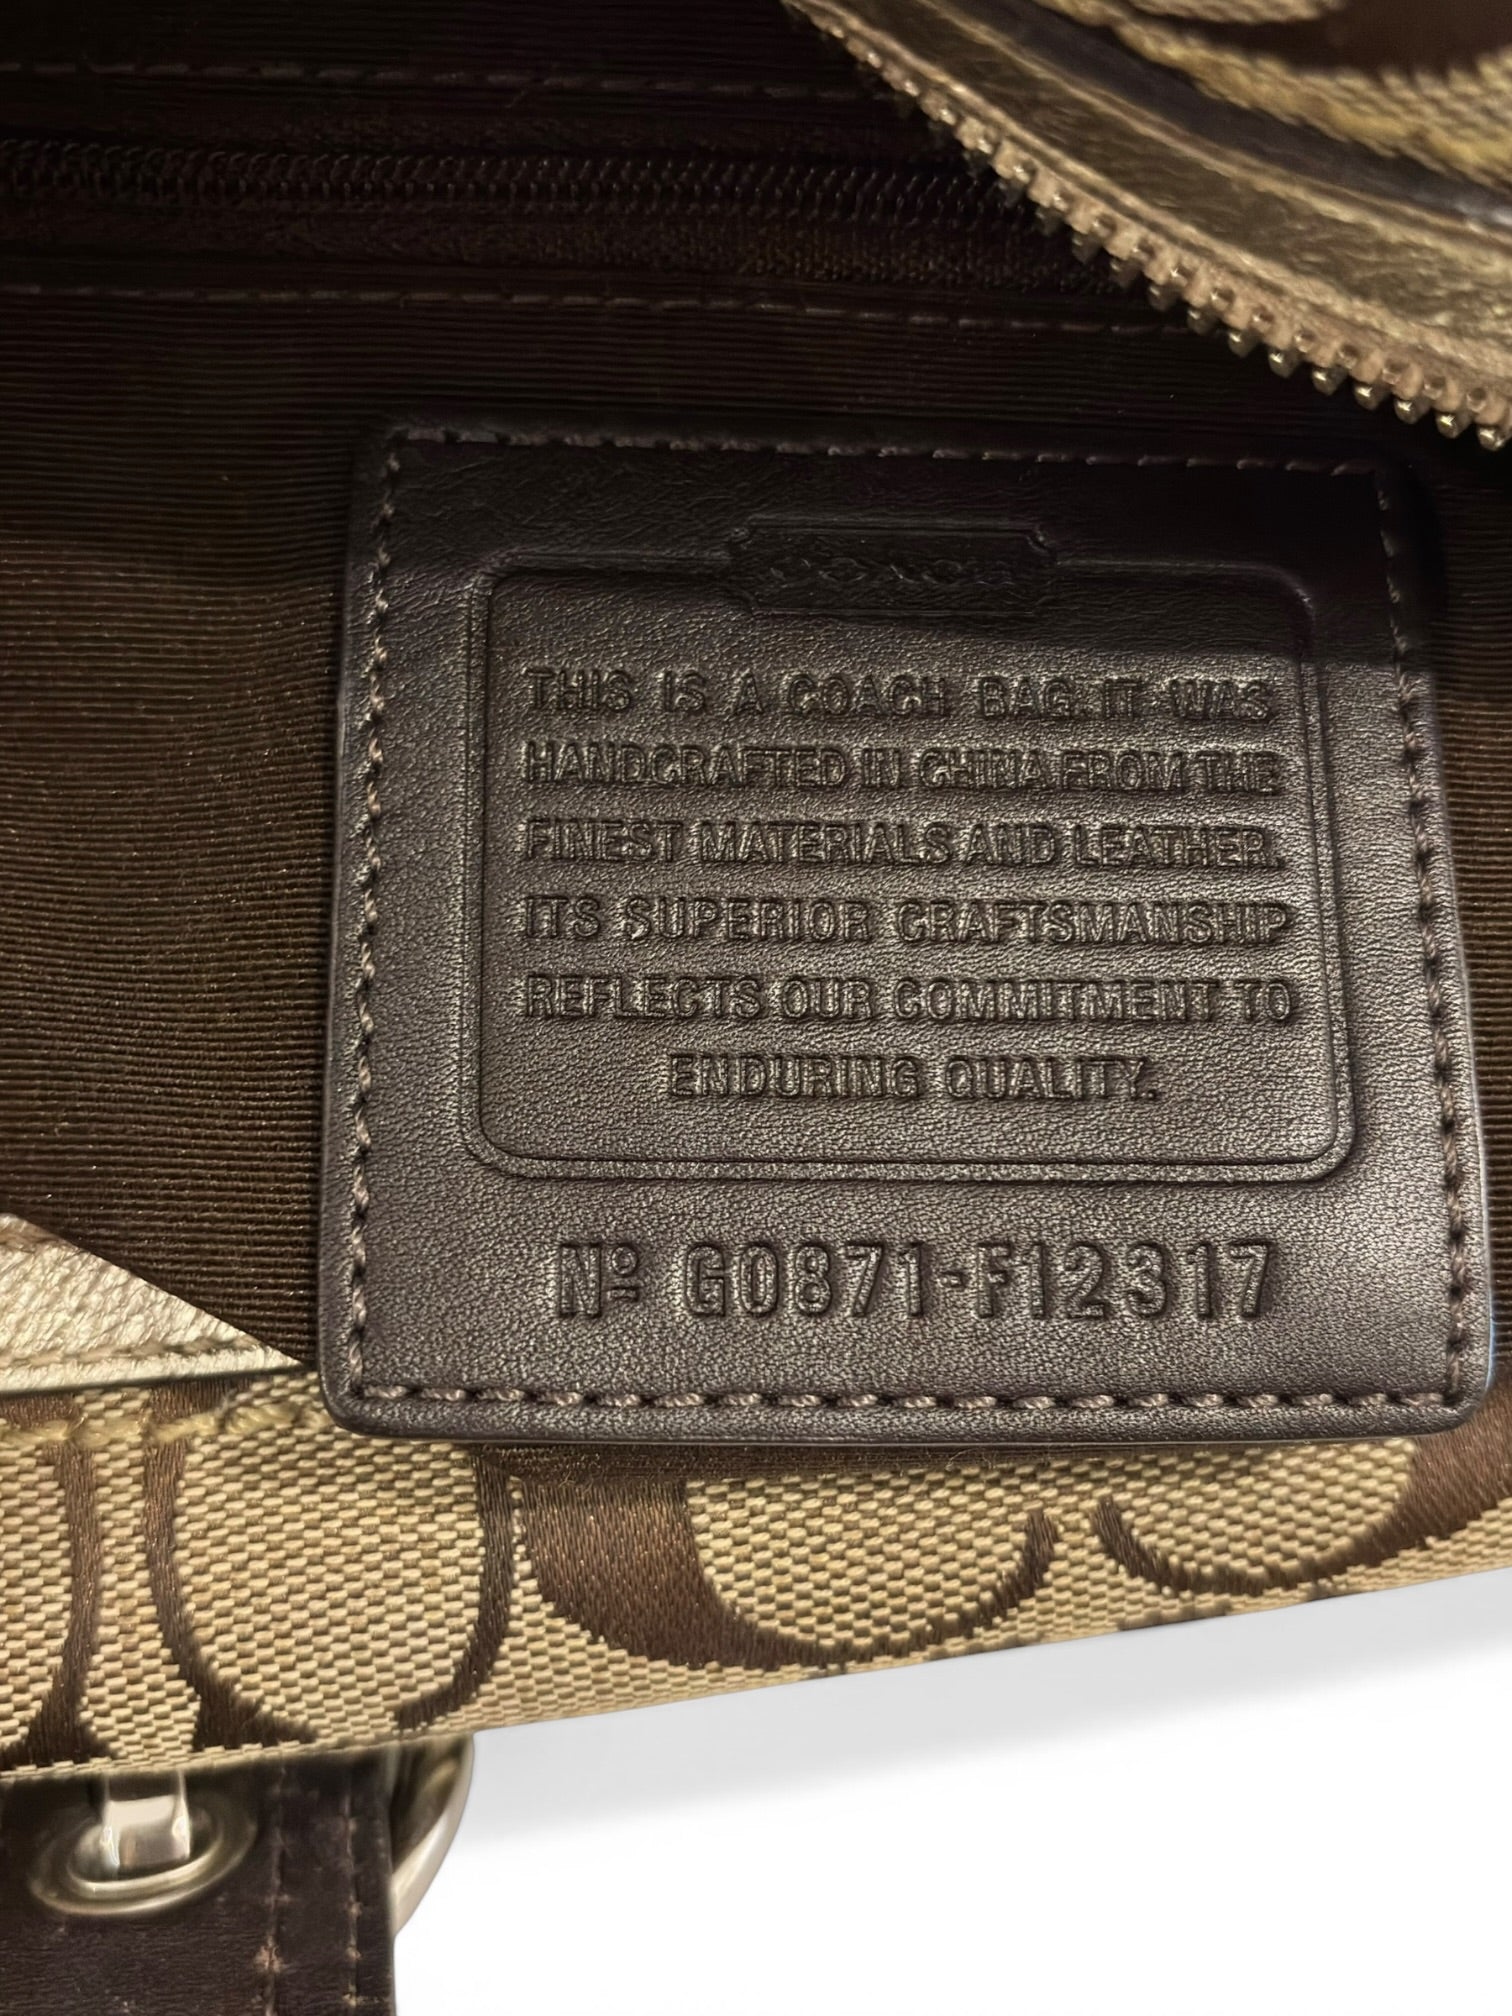 COACH
THIS IS A COACH BAG. IT WAS
HANDCRAFTED IN CHINA FROM THE
FINEST MATERIALS AND LEATHER.
ITS SUPERIOR CRAFTSMANSHIP
REFLECTS OUR COMMITMENT TO
ENDURING QUALITY.
Nº G0871-F12317